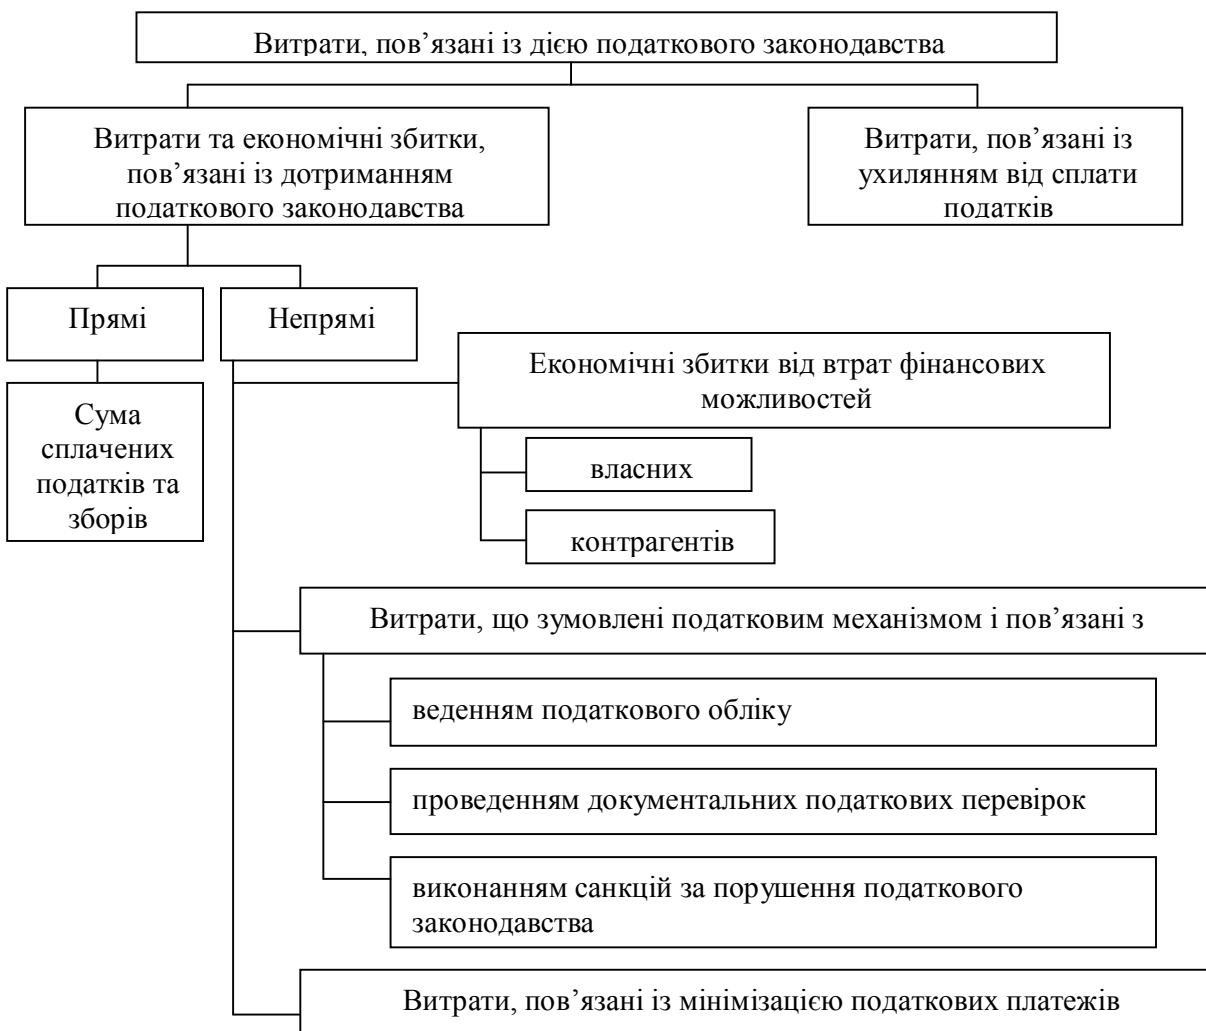 Витрати, пов’язані із дією податкового законодавства
Витрати та економічні збитки,
пов’язані із дотриманням
податкового законодавства
Витрати, пов’язані із
ухилянням від сплати
податків
Прямі
Непрямі
Сума
сплачених
податків та
зборів
Економічні збитки від втрат фінансових
можливостей
власних
контрагентів
Витрати, що зумовлені податковим механізмом і пов’язані з
веденням податкового обліку
проведенням документальних податкових перевірок
виконанням санкцій за порушення податкового
законодавства
Витрати, пов’язані із мінімізацією податкових платежів